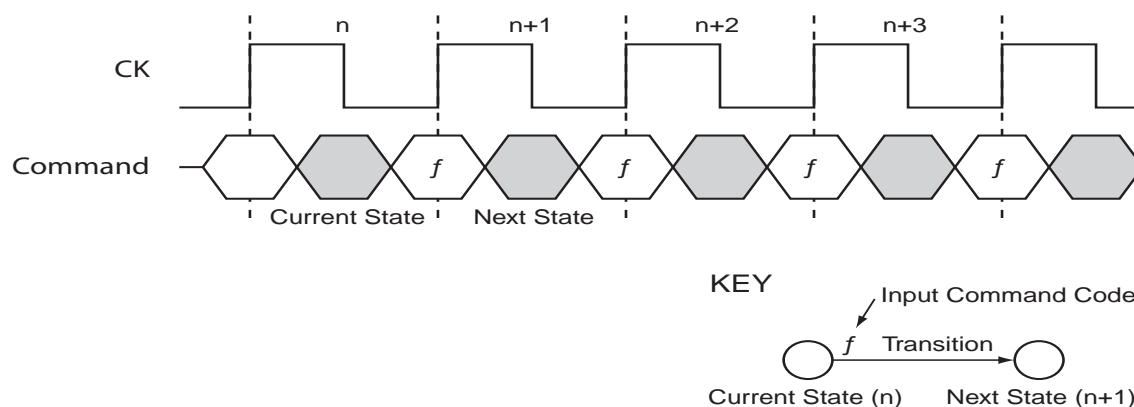 n n+1 n+2 n+3
CK
Command
f f f f
Current State Next State
KEY
Input Command Code
f Transition
Current State (n) Next State (n+1)